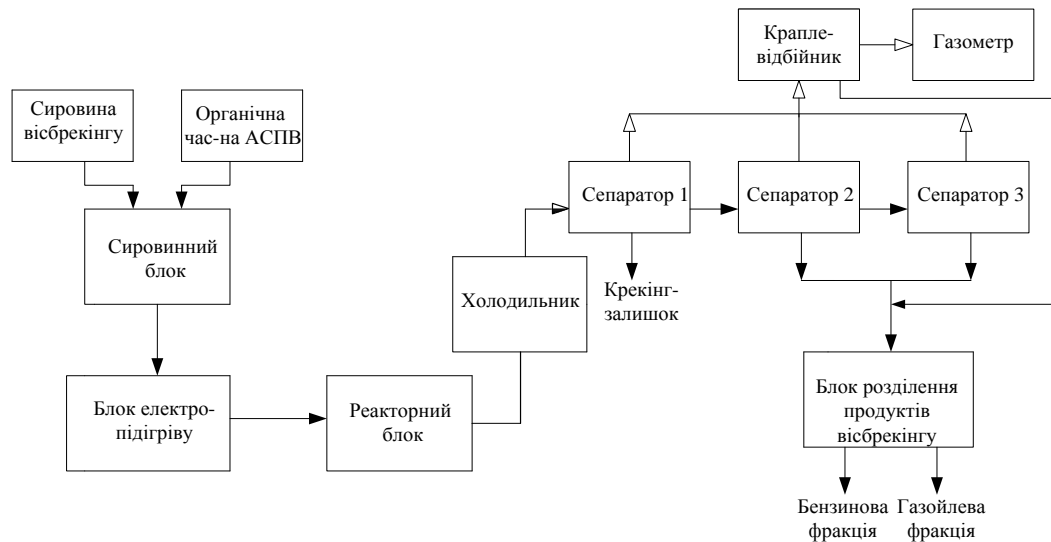 Крапле-
відбійник
Газометр
Сировина
вісбрекінгу
Органічна
час-на АСПВ
Сепаратор 1
Сепаратор 2
Сепаратор 3
Сировинний
блок
Холодильник
Крекінг-
залишок
Блок електро-
підігріву
Реакторний
блок
Блок розділення
продуктів
вісбрекінгу
Бензинова
фракція
Газойлева
фракція